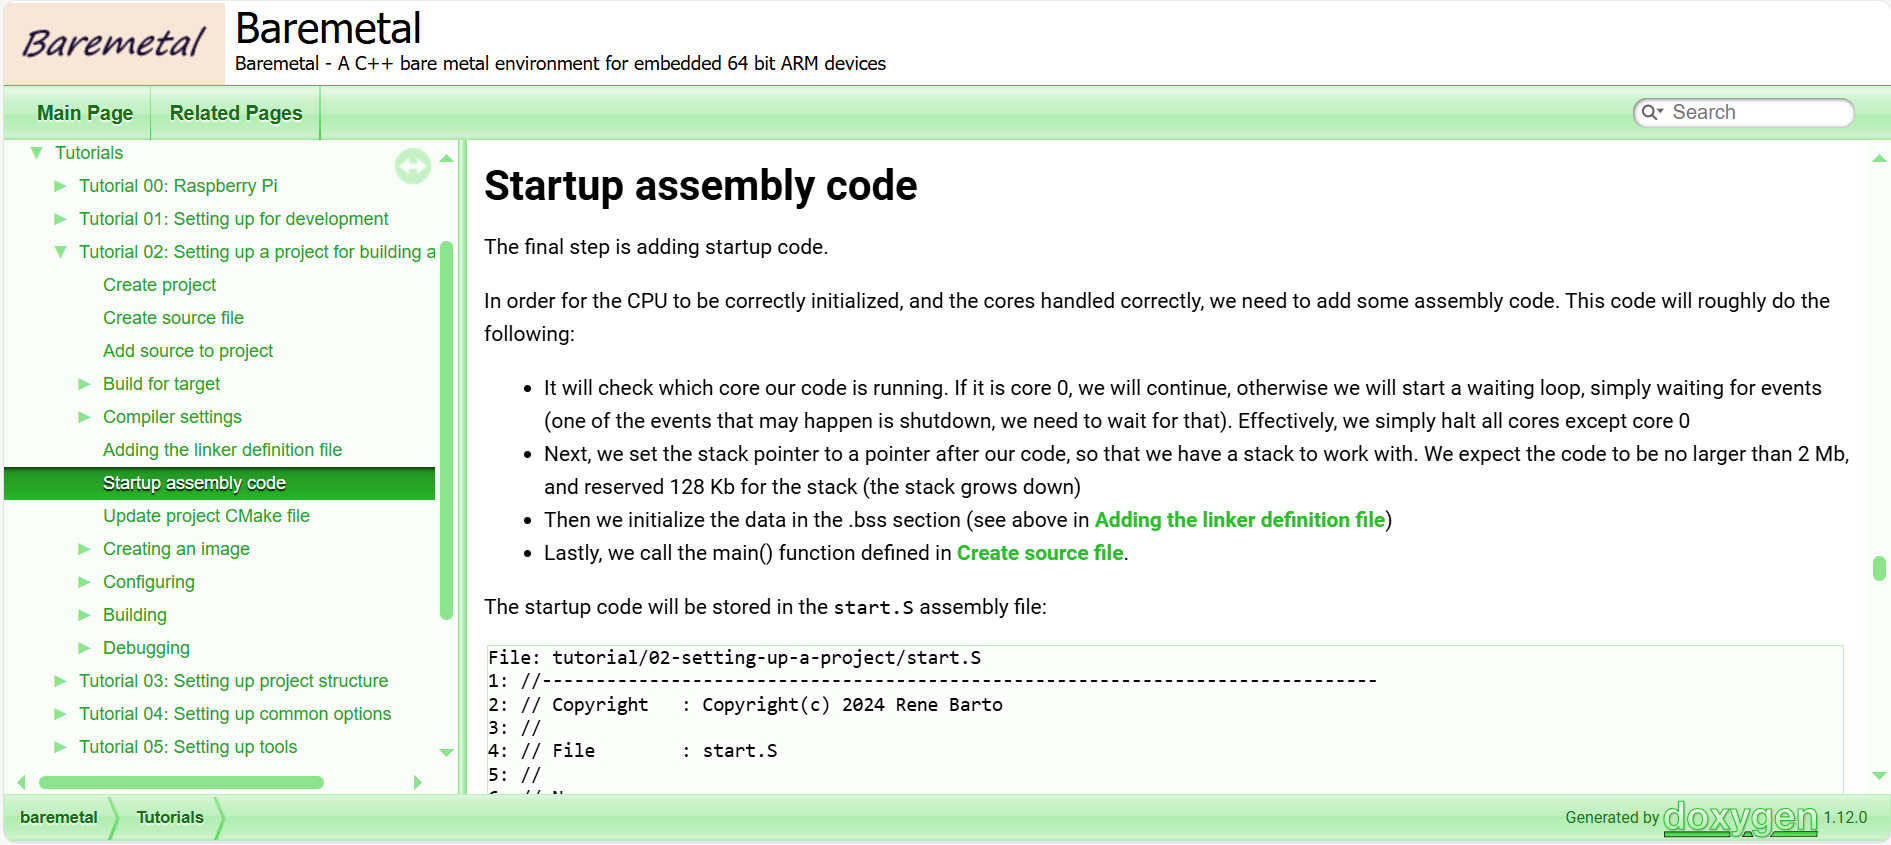 Baremetal
Baremetal
Baremetal - A C++ bare metal environment for embedded 64 bit ARM devices
Main Page
Related Pages
Search
Tutorials
Tutorial 00: Raspberry Pi
Tutorial 01: Setting up for development
Tutorial 02: Setting up a project for building a
Create project
Create source file
Add source to project
Build for target
Compiler settings
Adding the linker definition file
Startup assembly code
Update project CMake file
Creating an image
Configuring
Building
Debugging
Tutorial 03: Setting up project structure
Tutorial 04: Setting up common options
Tutorial 05: Setting up tools
Startup assembly code
The final step is adding startup code.
In order for the CPU to be correctly initialized, and the cores handled correctly, we need to add some assembly code. This code will roughly do the
following:
• It will check which core our code is running. If it is core 0, we will continue, otherwise we will start a waiting loop, simply waiting for events
(one of the events that may happen is shutdown, we need to wait for that). Effectively, we simply halt all cores except core 0
• Next, we set the stack pointer to a pointer after our code, so that we have a stack to work with. We expect the code to be no larger than 2 Mb,
and reserved 128 Kb for the stack (the stack grows down)
• Then we initialize the data in the .bss section (see above in Adding the linker definition file)
• Lastly, we call the main() function defined in Create source file.
The startup code will be stored in the start.S assembly file:
File: tutorial/02-setting-up-a-project/start.S
1: //------------------------------------------------------------------------------
2: // Copyright   : Copyright(c) 2024 Rene Barto
3: //
4: // File        : start.S
5: //
baremetal
Tutorials
Generated by doxygen 1.12.0